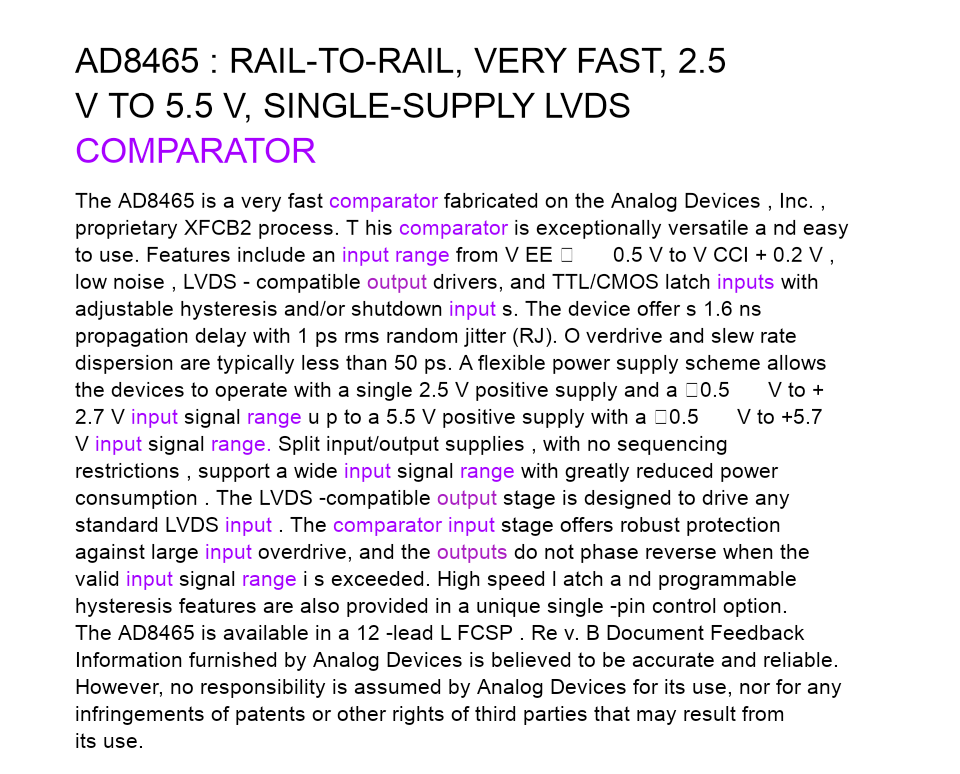 AD8465 : RAIL-TO-RAIL, VERY FAST, 2.5
V TO 5.5 V, SINGLE-SUPPLY LVDS
COMPARATOR
The AD8465 is a very fast comparator fabricated on the Analog Devices , Inc. ,
proprietary XFCB2 process. T his comparator is exceptionally versatile a nd easy
to use. Features include an input range from V EE □ 0.5 V to V CCI + 0.2 V ,
low noise , LVDS - compatible output drivers, and TTL/CMOS latch inputs with
adjustable hysteresis and/or shutdown input s. The device offer s 1.6 ns
propagation delay with 1 ps rms random jitter (RJ). O verdrive and slew rate
dispersion are typically less than 50 ps. A flexible power supply scheme allows
the devices to operate with a single 2.5 V positive supply and a □0.5 V to +
2.7 V input signal range u p to a 5.5 V positive supply with a □0.5 V to +5.7
V input signal range. Split input/output supplies , with no sequencing
restrictions , support a wide input signal range with greatly reduced power
consumption . The LVDS -compatible output stage is designed to drive any
standard LVDS input . The comparator input stage offers robust protection
against large input overdrive, and the outputs do not phase reverse when the
valid input signal range i s exceeded. High speed l atch a nd programmable
hysteresis features are also provided in a unique single -pin control option.
The AD8465 is available in a 12 -lead L FCSP . Re v. B Document Feedback
Information furnished by Analog Devices is believed to be accurate and reliable.
However, no responsibility is assumed by Analog Devices for its use, nor for any
infringements of patents or other rights of third parties that may result from
its use.